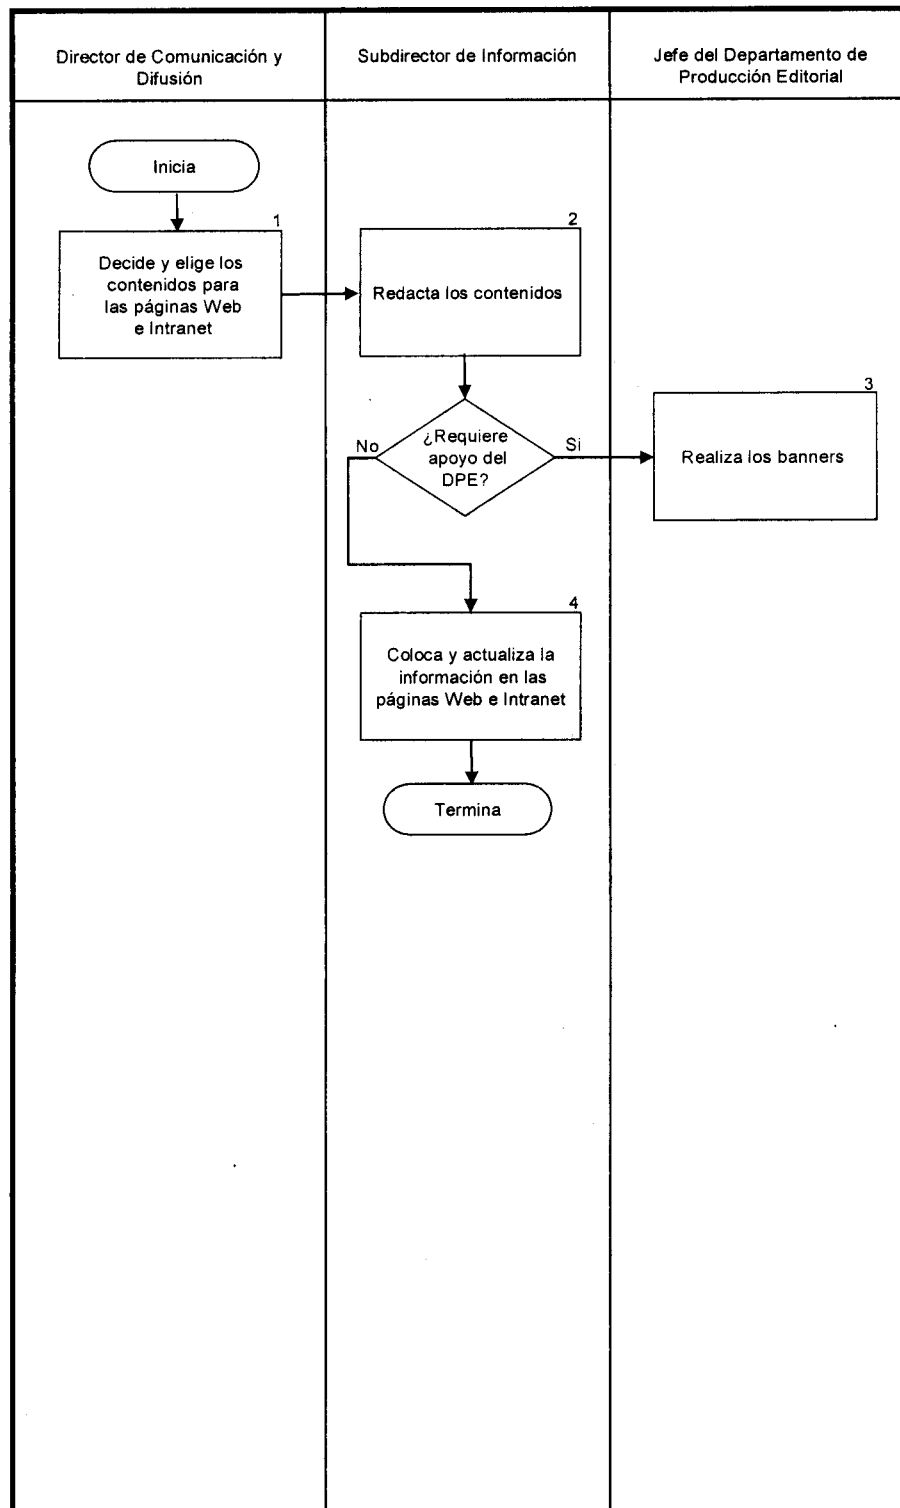 Director de Comunicación y
Difusión
Subdirector de Información
Jefe del Departamento de
Producción Editorial
Inicia
1
Decide y elige los
contenidos para
las páginas Web
e Intranet
2
Redacta los contenidos
¿Requiere
apoyo del
DPE?
No
Si
3
Realiza los banners
4
Coloca y actualiza la
información en las
páginas Web e Intranet
Termina